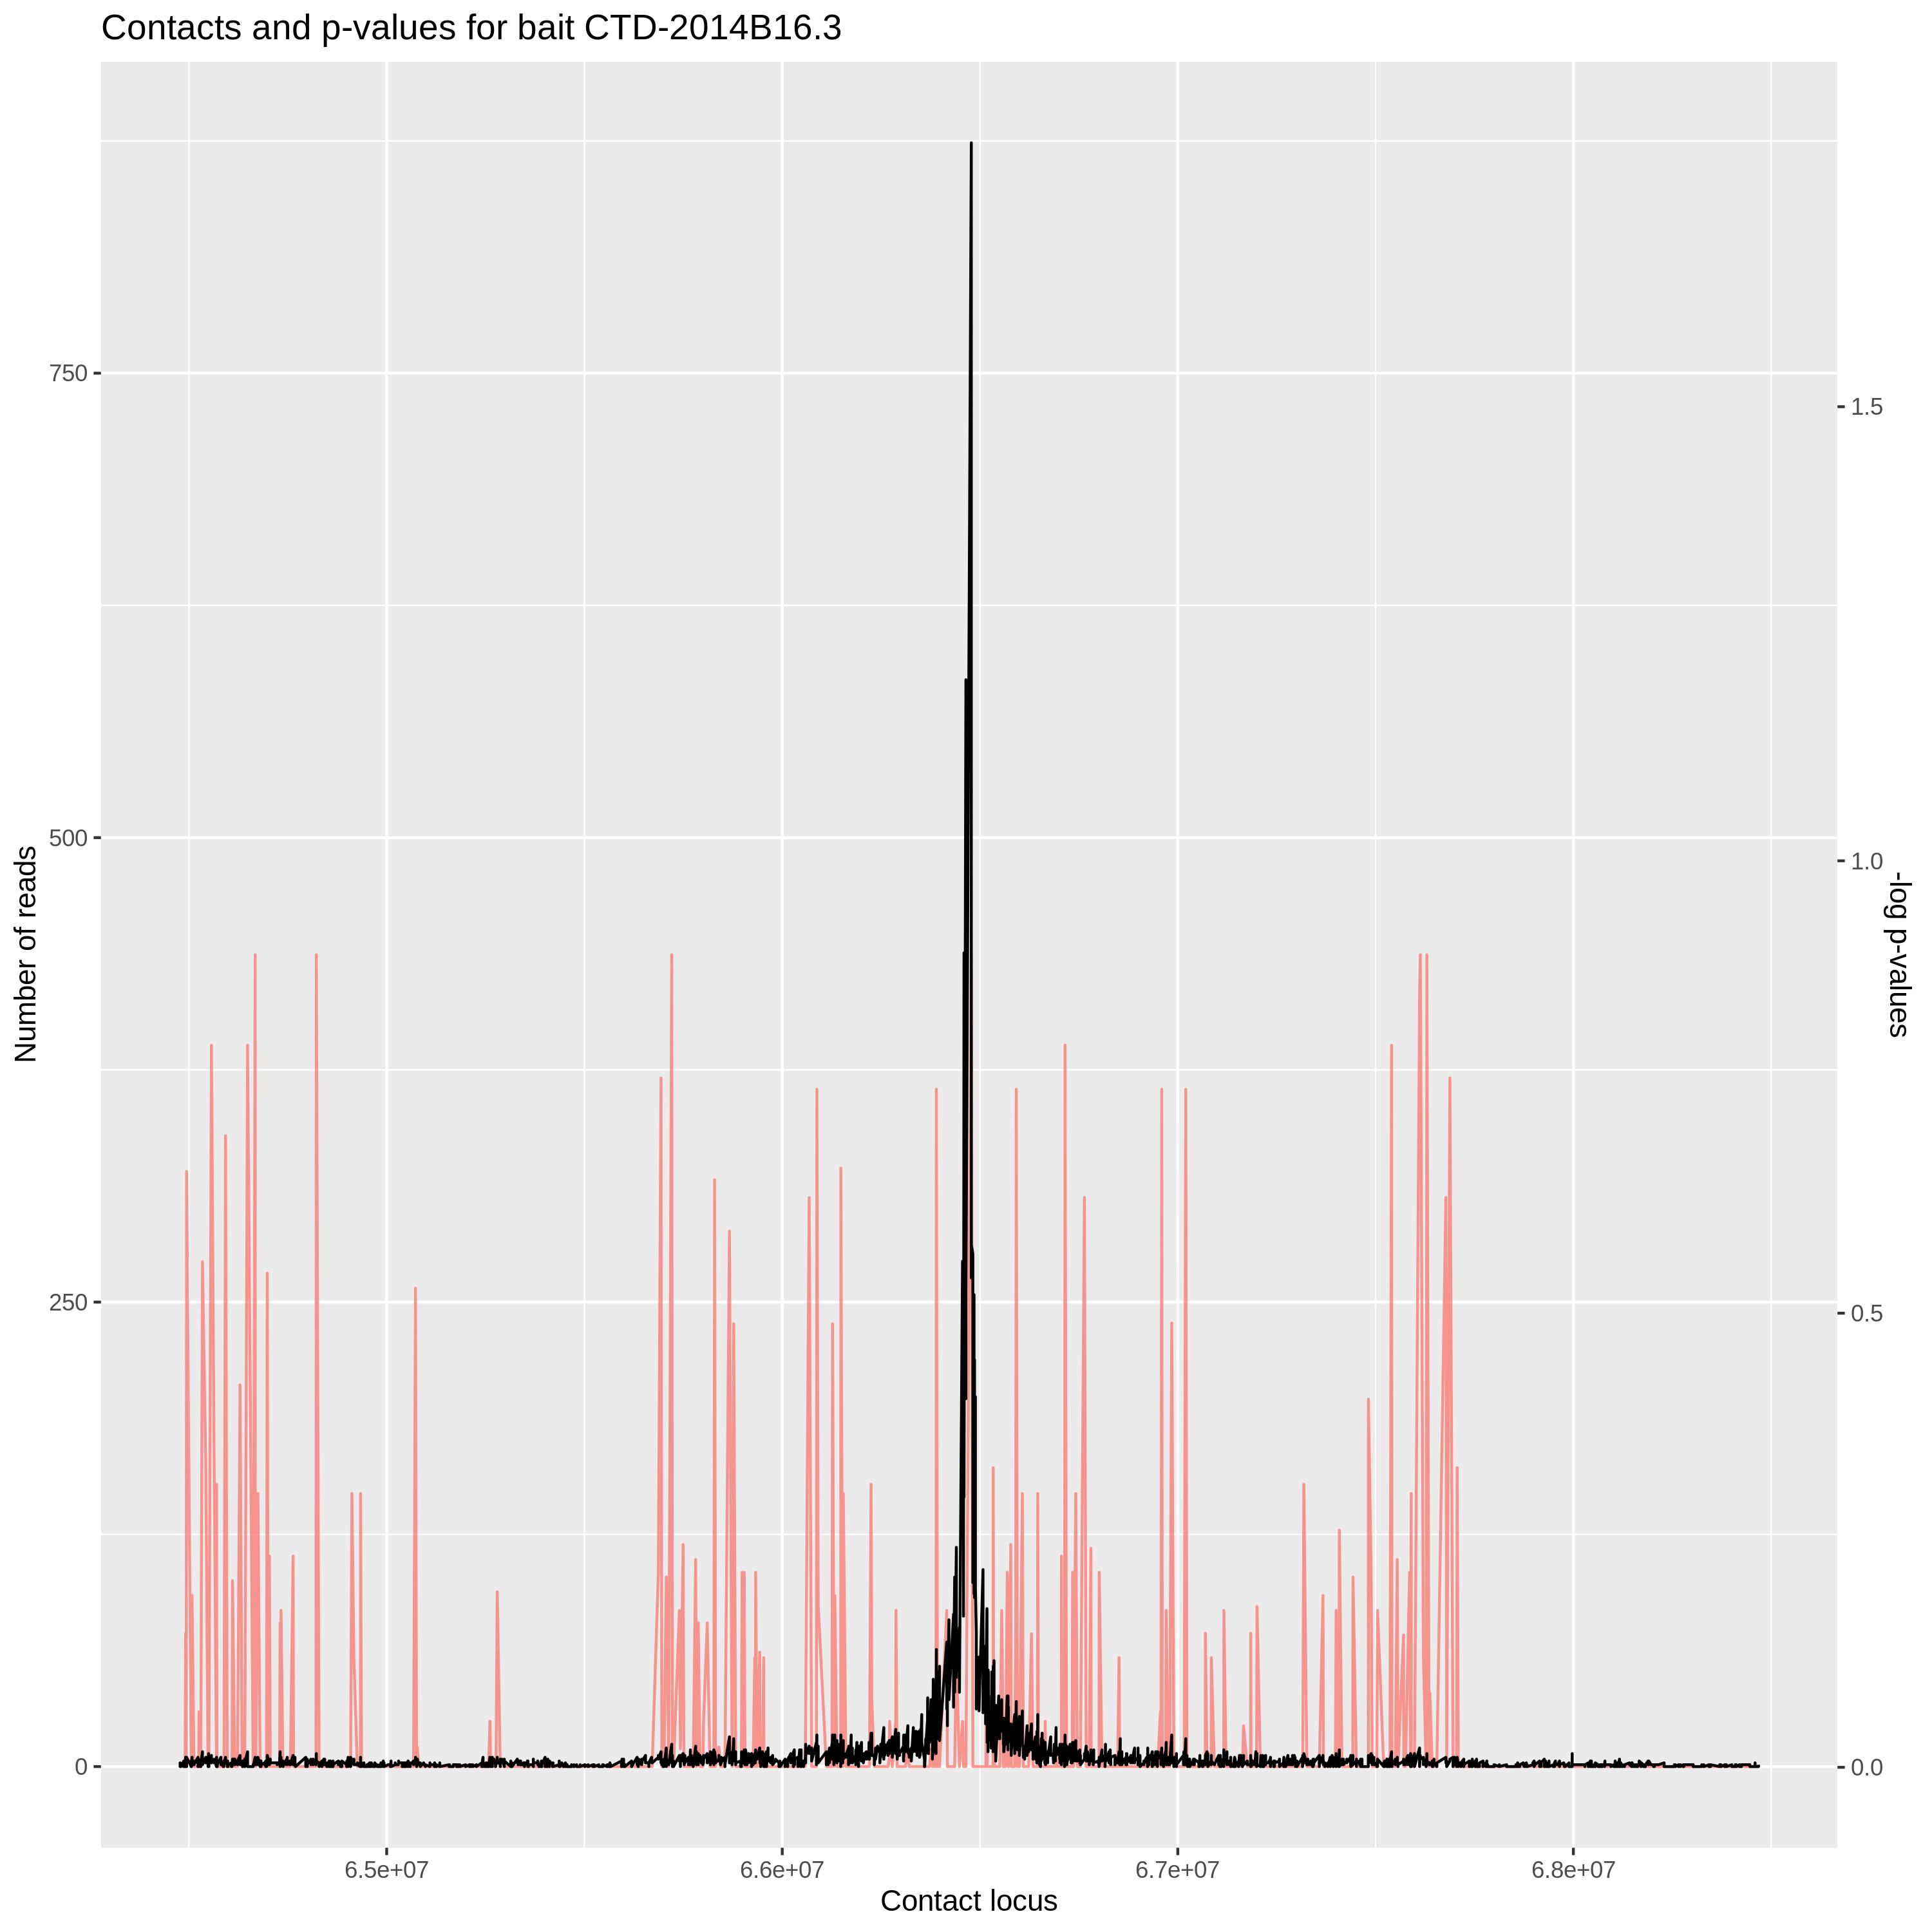 Contacts and p-values for bait CTD-2014B16.3
750
500
250
0
Number of reads
1.5
1.0
0.5
0.0
-log p-values
6.5e+07
6.6e+07
6.7e+07
6.8e+07
Contact locus